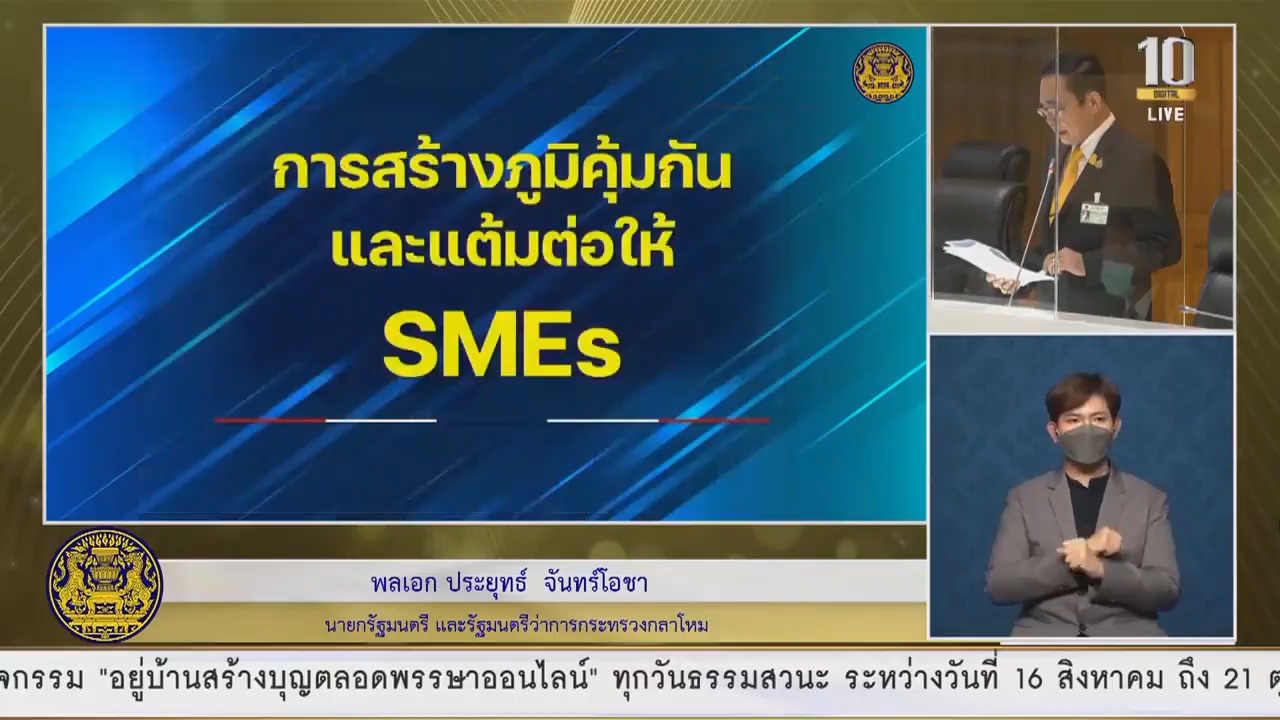 การสร้างภูมิคุ้มกัน
และแต้มต่อให้
SMEs
10
DIGITAL
LIVE
พลเอก ประยุทธ์ จันทร์โอชา
นายกรัฐมนตรี และรัฐมนตรีว่าการกระทรวงกลาโหม
จกรรม "อยู่บ้านสร้างบุญตลอดพรรษาออนไลน์" ทุกวันธรรมสวนะ ระหว่างวันที่ 16 สิงหาคม ถึง 21 ตุ